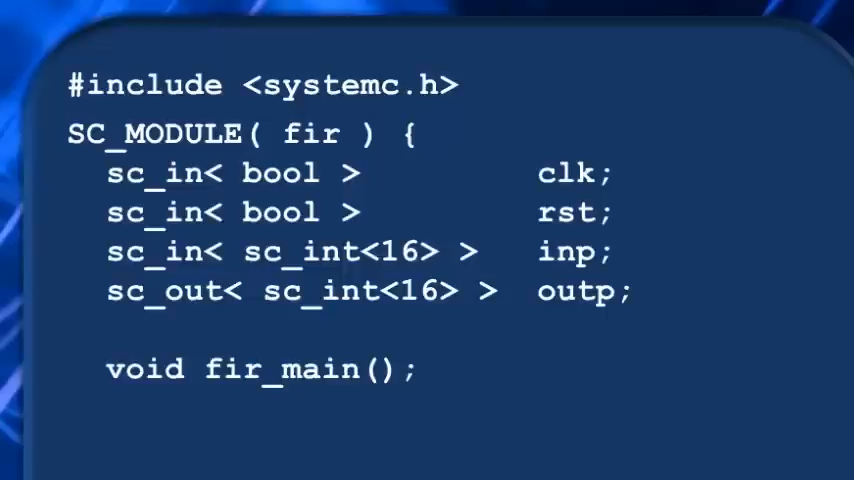 #include <systemc.h>
SC_MODULE( fir ) {
sc_in< bool > clk;
sc_in< bool > rst;
sc_in< sc_int<16> > inp;
sc_out< sc_int<16> > outp;
void fir_main();